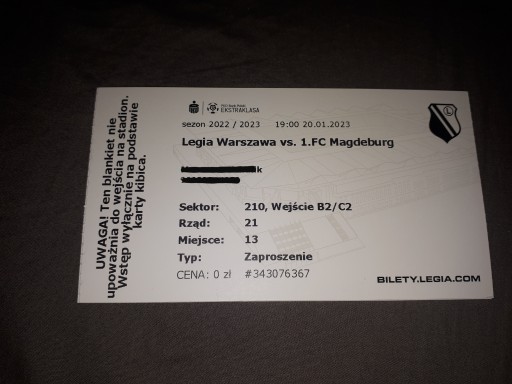 UWAGA! Ten blankiet nie
upoważnia do wejścia na stadion.
Wstęp wyłącznie na podstawie
karty kibica.
EKSTRAKLASA
sezon 2022 / 2023 19:00 20.01.2023
Legia Warszawa vs. 1.FC Magdeburg
k
Sektor: 210, Wejście B2/C2
Rząd: 21
Miejsce: 13
Typ: Zaproszenie
CENA: 0 zł #343076367
BILETY.LEGIA.COM
L